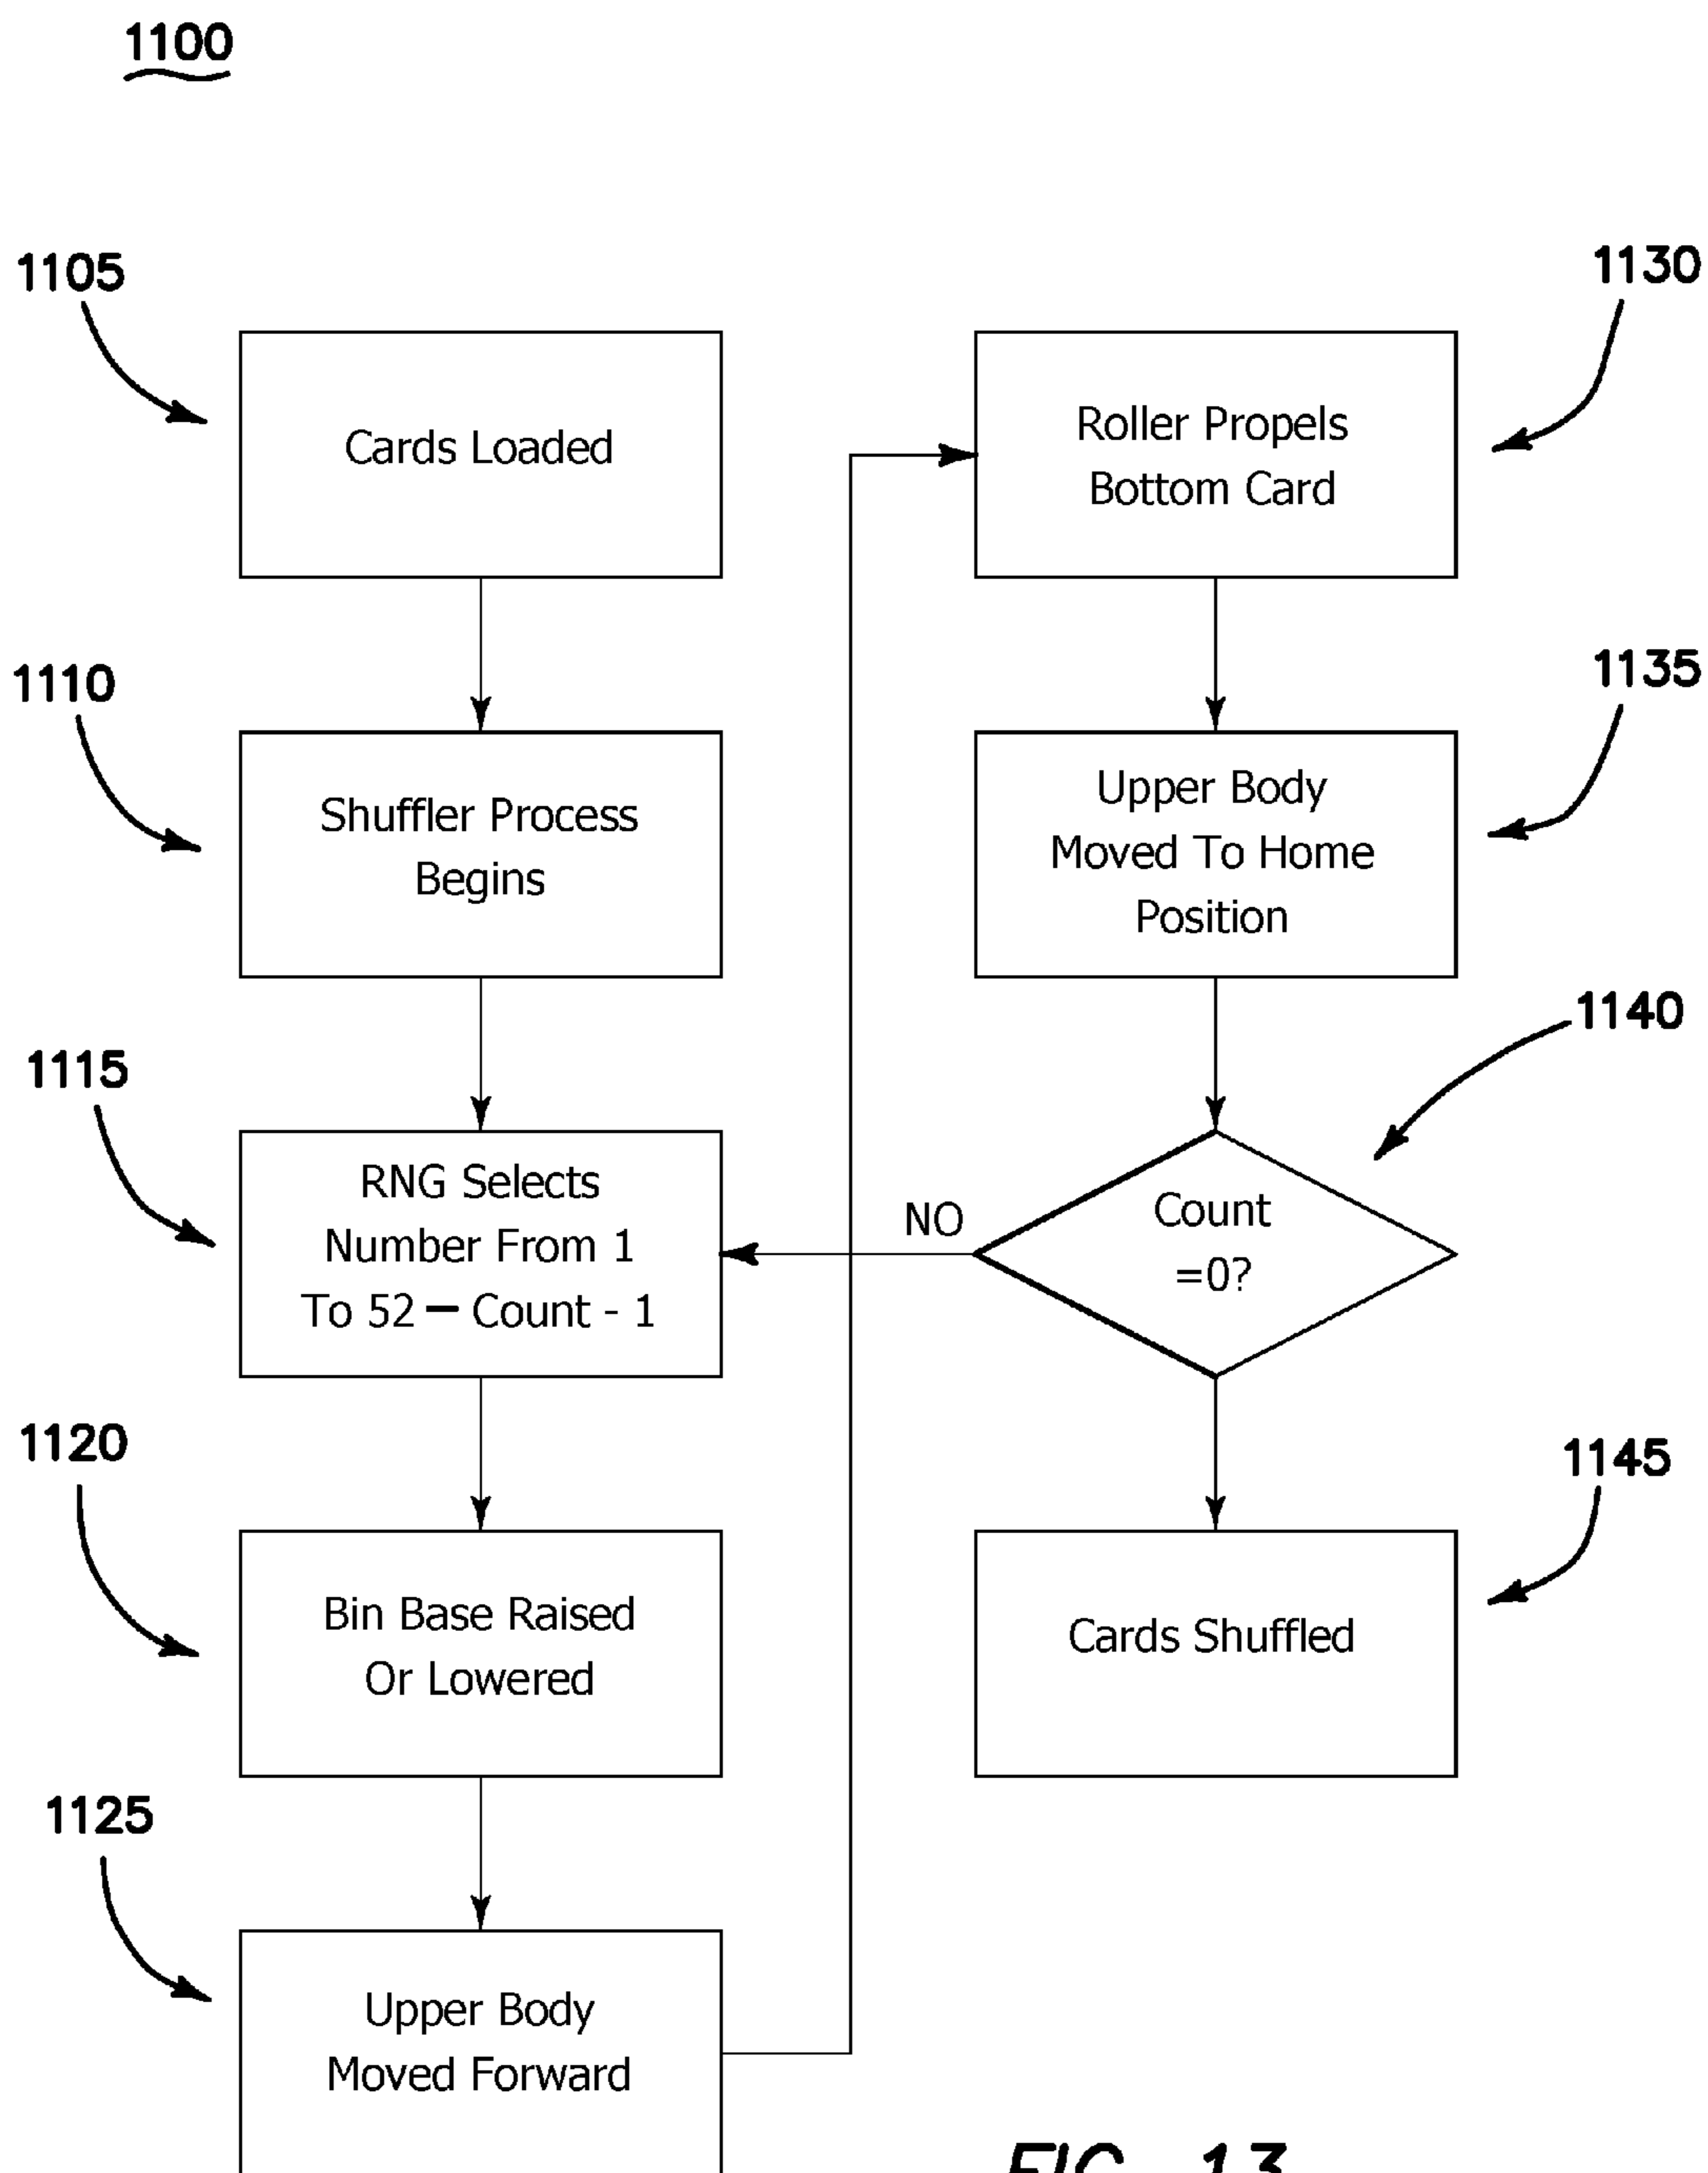 1100
1105
Cards Loaded
1110
Shuffler Process
Begins
1115
RNG Selects
Number From 1
To 52 – Count - 1
1120
Bin Base Raised
Or Lowered
1125
Upper Body
Moved Forward
1130
Roller Propels
Bottom Card
1135
Upper Body
Moved To Home
Position
1140
Count
=0?
NO
1145
Cards Shuffled
FIG. 13